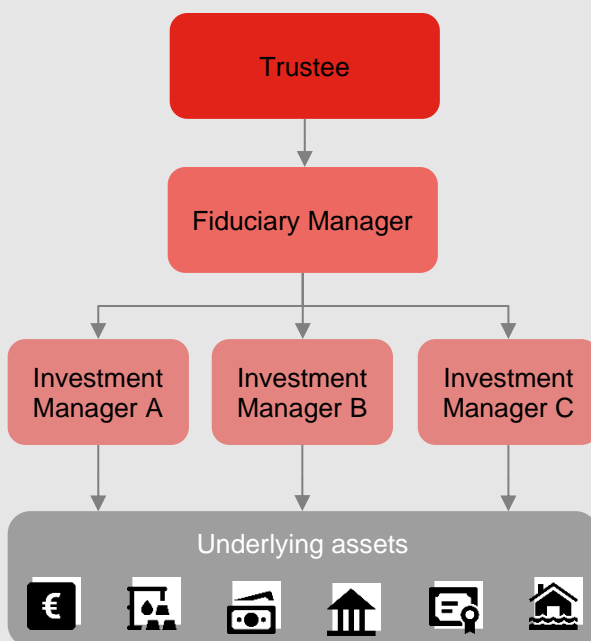 Trustee
Fiduciary Manager
Investment
Manager A
Investment
Manager B
Investment
Manager C
Underlying assets
€